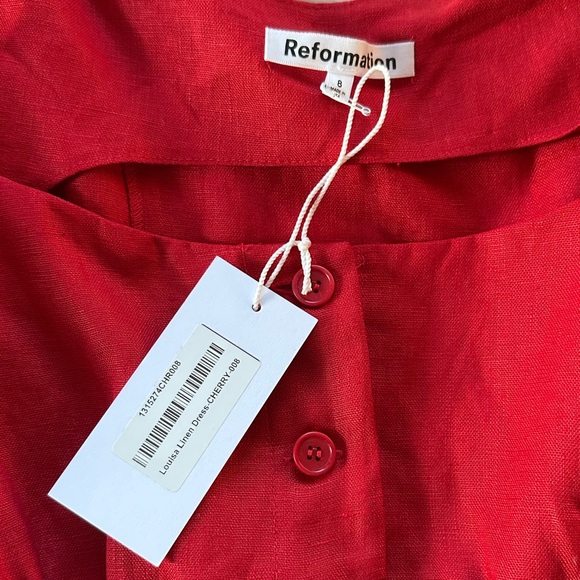 Reformation
8
1315274CHR008
Louisa Linen Dress-CHERRY-008